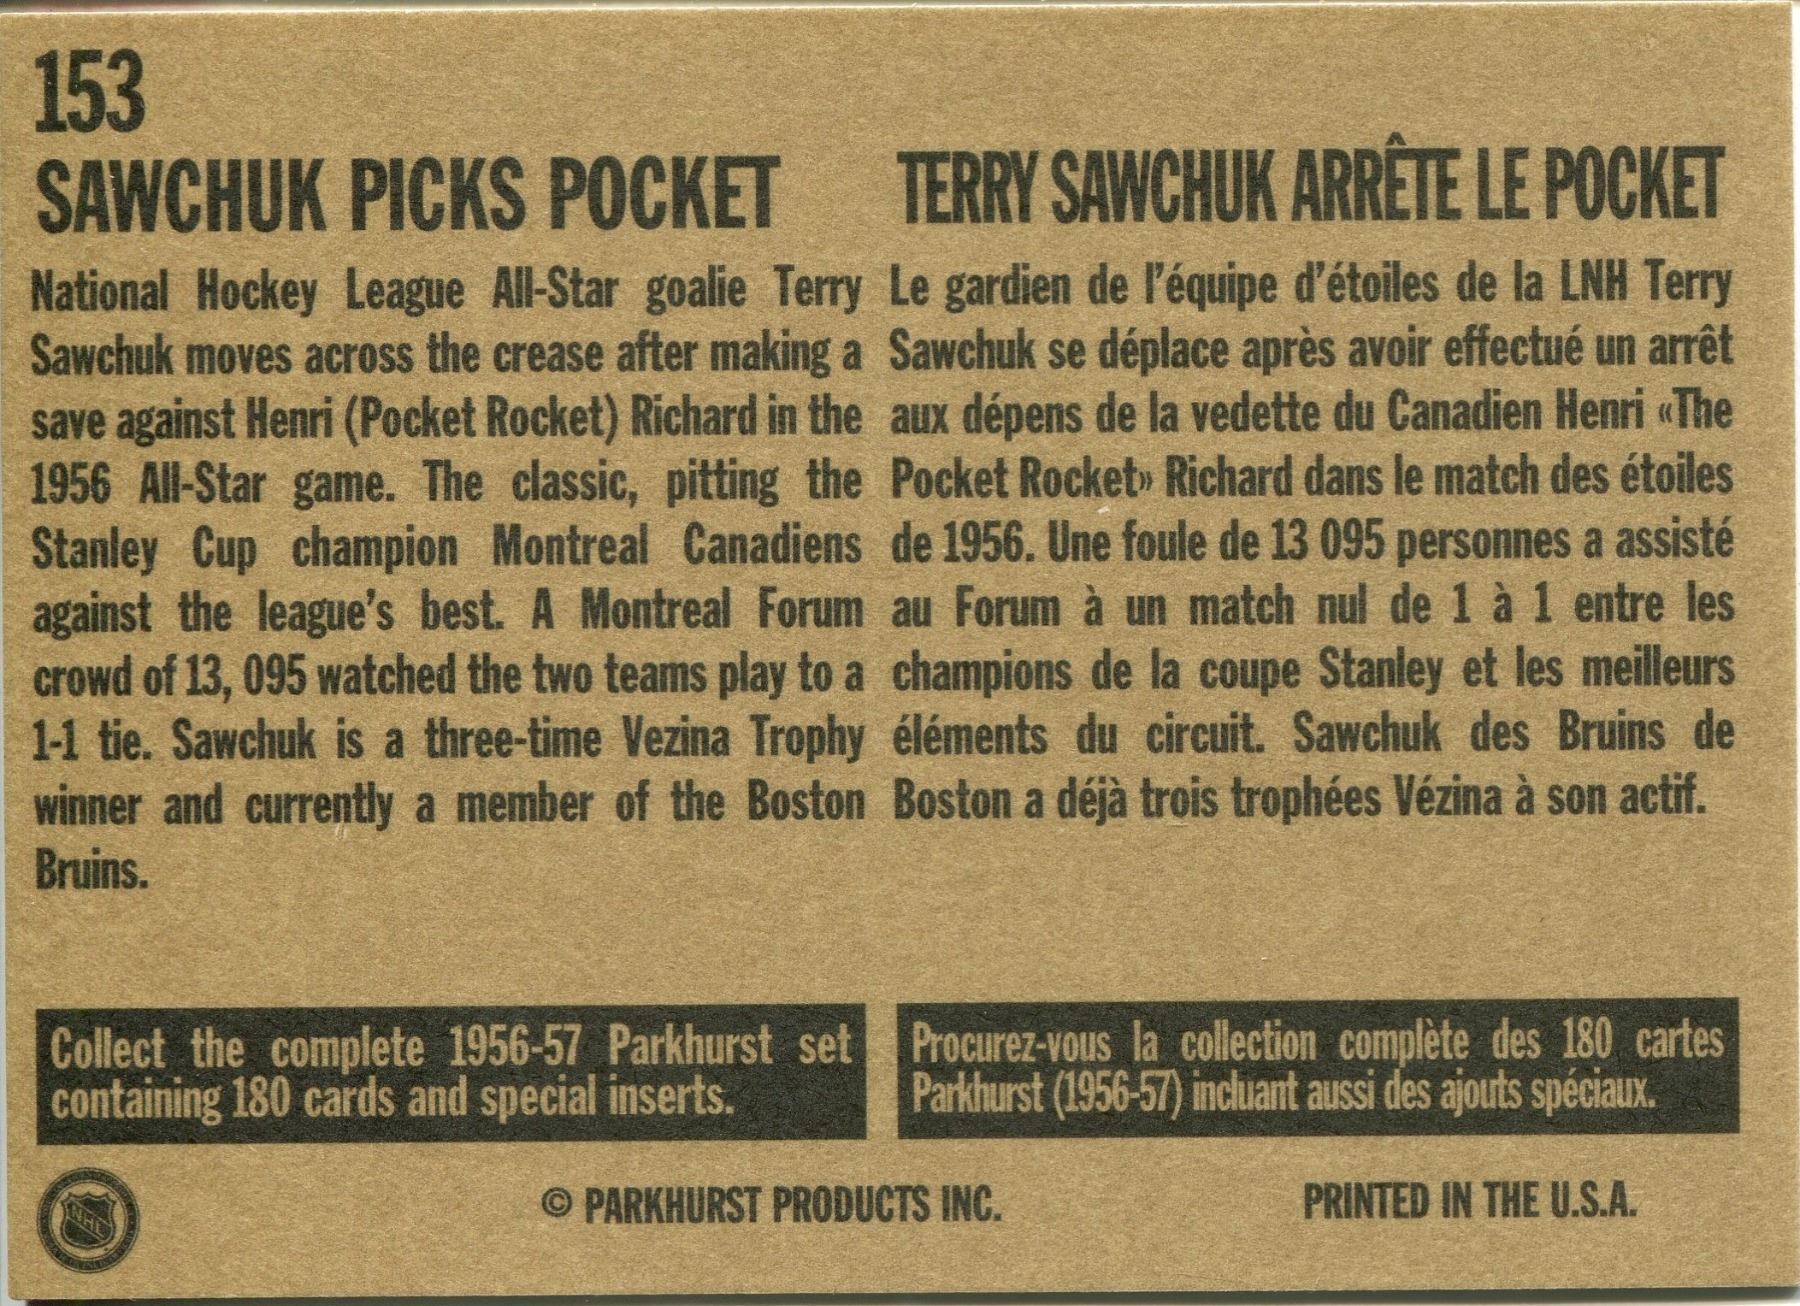 153
SAWCHUK PICKS POCKET
National Hockey League All-Star goalie Terry
Sawchuk moves across the crease after making a
save against Henri (Pocket Rocket) Richard in the
1956 All-Star game. The classic, pitting the
Stanley Cup champion Montreal Canadiens
against the league's best. A Montreal Forum
crowd of 13, 095 watched the two teams play to a
1-1 tie. Sawchuk is a three-time Vezina Trophy
winner and currently a member of the Boston
Bruins.
TERRY SAWCHUK ARRÊTE LE POCKET
Le gardien de l'équipe d'étoiles de la LNH Terry
Sawchuk se déplace après avoir effectué un arrêt
aux dépens de la vedette du Canadien Henri «The
Pocket Rocket» Richard dans le match des étoiles
de 1956. Une foule de 13 095 personnes a assisté
au Forum à un match nul de 1 à 1 entre les
champions de la coupe Stanley et les meilleurs
éléments du circuit. Sawchuk des Bruins de
Boston a déjà trois trophées Vézina à son actif.
Collect the complete 1956-57 Parkhurst set
containing 180 cards and special inserts.
Procurez-vous la collection complète des 180 cartes
Parkhurst (1956-57) incluant aussi des ajouts spéciaux.
NHL
© PARKHURST PRODUCTS INC.
PRINTED IN THE U.S.A.